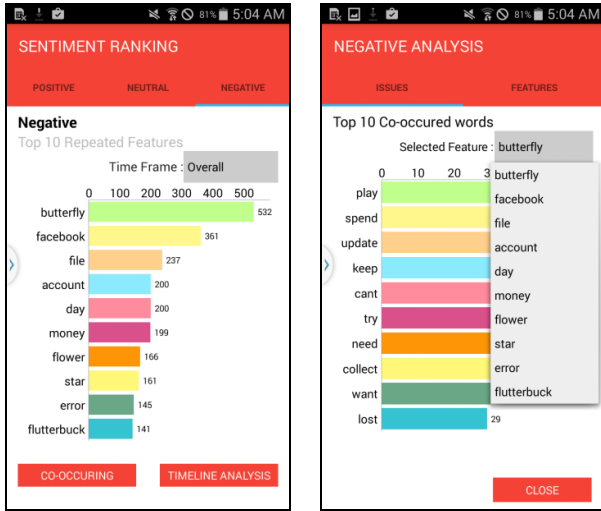 81% 5:04 AM
SENTIMENT RANKING
POSITIVE NEUTRAL NEGATIVE
Negative
Top 10 Repeated Features
Time Frame : Overall
0 100 200 300 400 500
butterfly 532
facebook 361
file 237
account 200
day 200
money 199
flower 166
star 161
error 145
flutterbuck 141
CO-OCCURING TIMELINE ANALYSIS
81% 5:04 AM
NEGATIVE ANALYSIS
ISSUES FEATURES
Top 10 Co-occured words
Selected Feature : butterfly
0 10 20 3
play
spend
update
keep
cant
try
need
collect
want
lost 29
butterfly
facebook
file
account
day
money
flower
star
error
flutterbuck
CLOSE